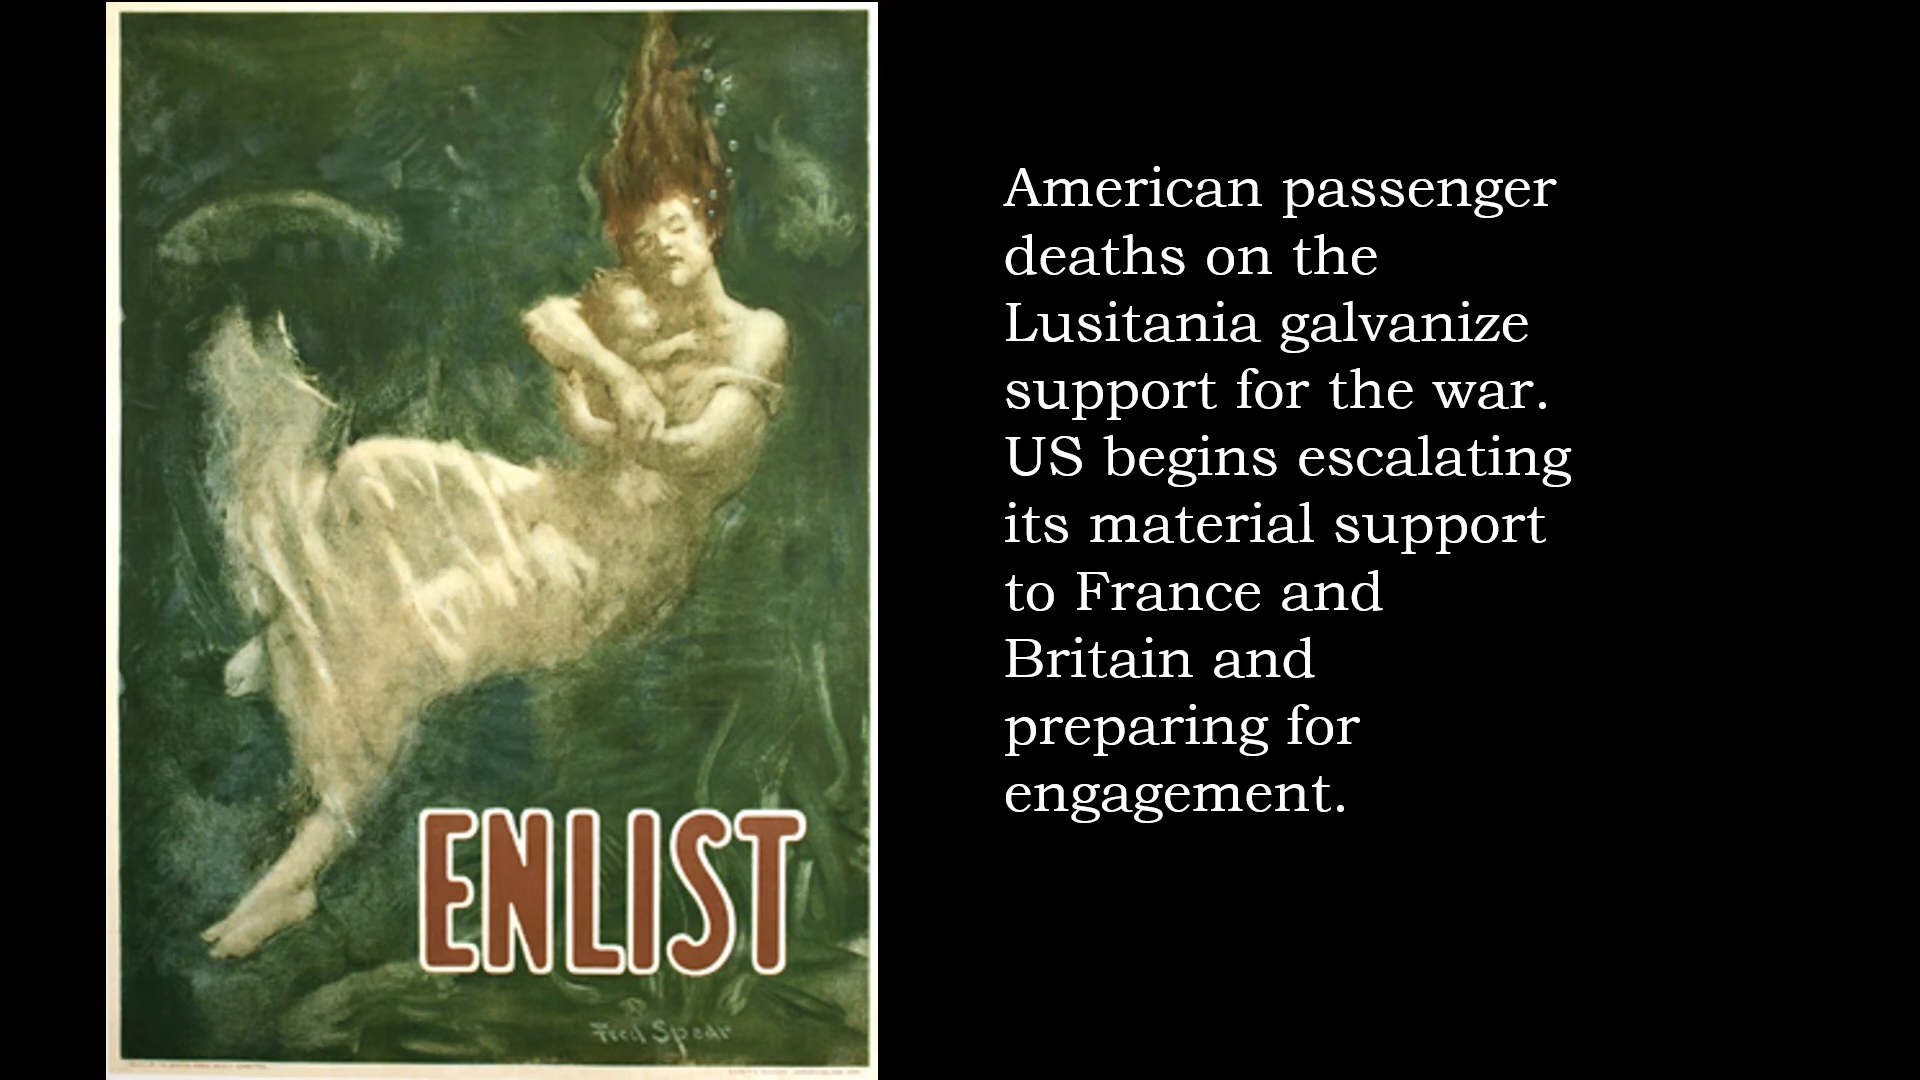 ENLIST
Fred Spear
American passenger
deaths on the
Lusitania galvanize
support for the war.
US begins escalating
its material support
to France and
Britain and
preparing for
engagement.